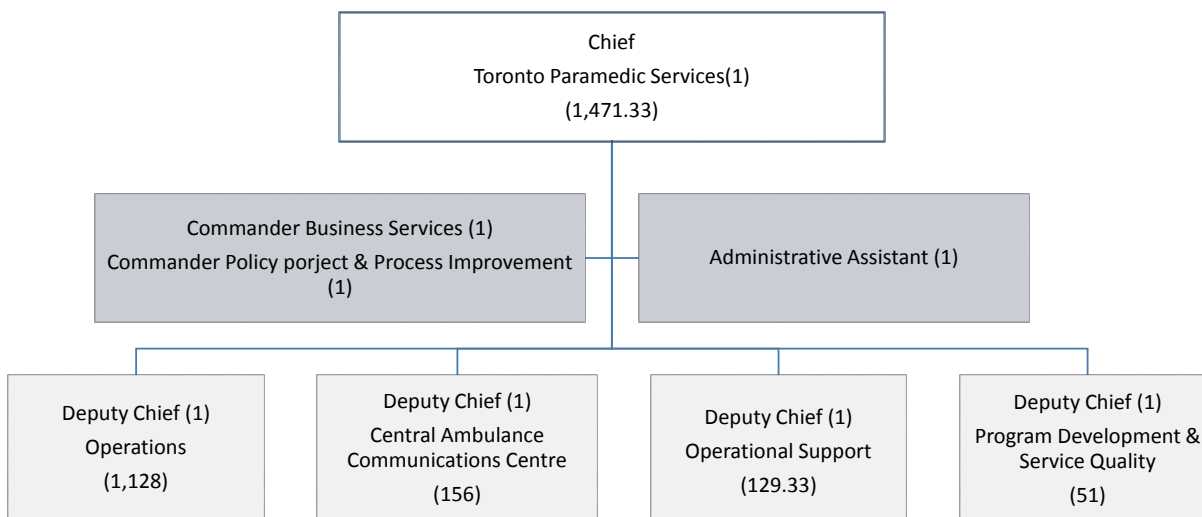 Chief
Toronto Paramedic Services(1)
(1,471.33)
Commander Business Services (1)
Commander Policy porject & Process Improvement
(1)
Administrative Assistant (1)
Deputy Chief (1)
Operations
(1,128)
Deputy Chief (1)
Central Ambulance
Communications Centre
(156)
Deputy Chief (1)
Operational Support
(129.33)
Deputy Chief (1)
Program Development &
Service Quality
(51)